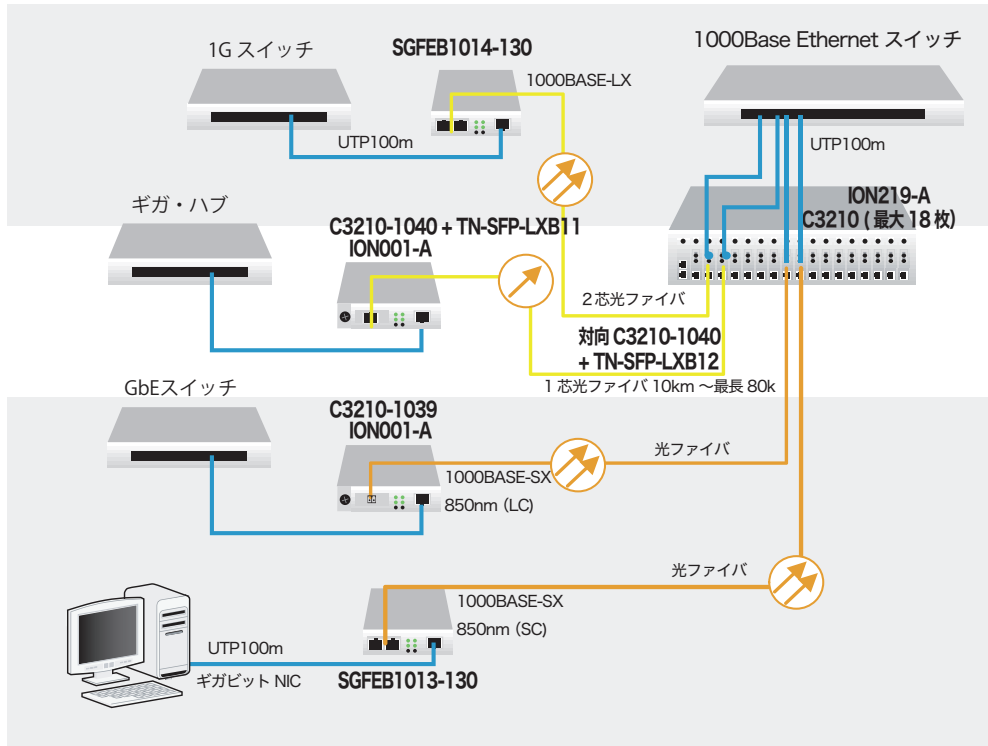 1G スイッチ
SGFEB1014-130
1000Base Ethernet スイッチ
1000BASE-LX
UTP100m
UTP100m
ION219-A
C3210 ( 最大 18 枚)
ギガ・ハブ
C3210-1040 + TN-SFP-LXB11
ION001-A
2 芯光ファイバ
対向 C3210-1040
+ TN-SFP-LXB12
1 芯光ファイバ 10km ～最長 80k
GbEスイッチ
C3210-1039
ION001-A
光ファイバ
1000BASE-SX
850nm (LC)
光ファイバ
1000BASE-SX
850nm (SC)
UTP100m
ギガビット NIC
SGFEB1013-130